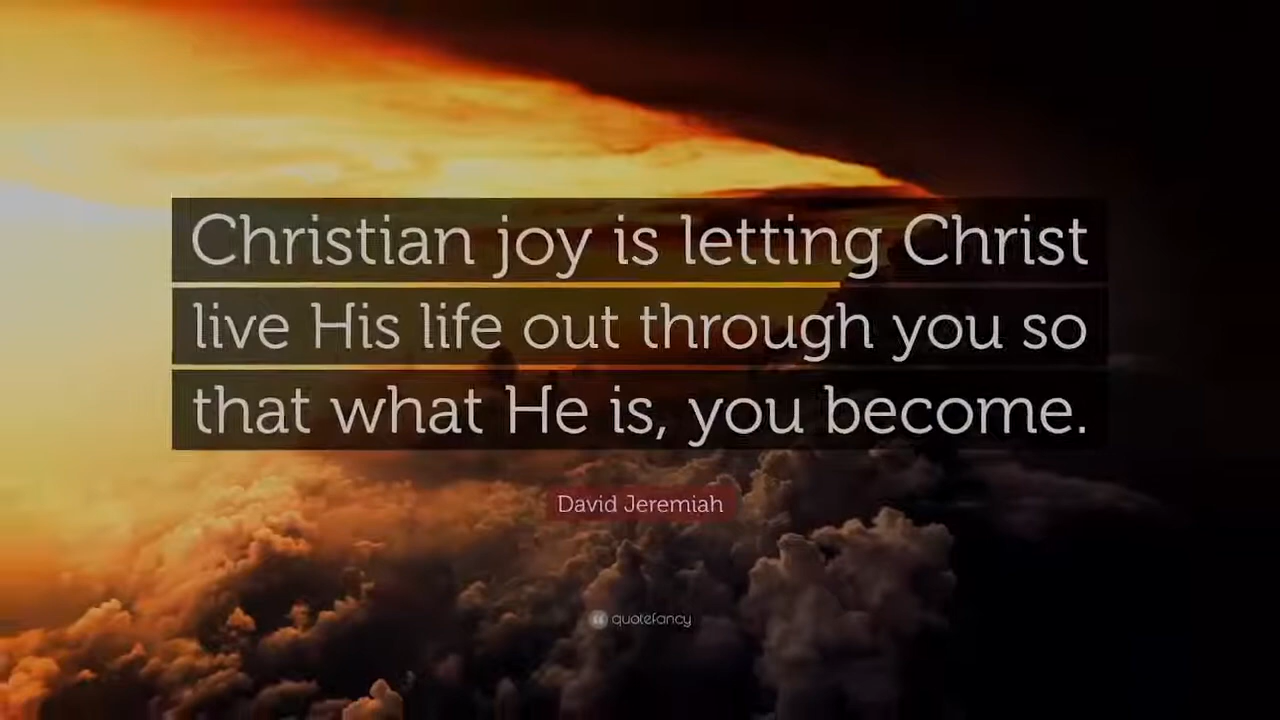 Christian joy is letting Christ
live His life out through you so
that what He is, you become.
David Jeremiah
quotefancy